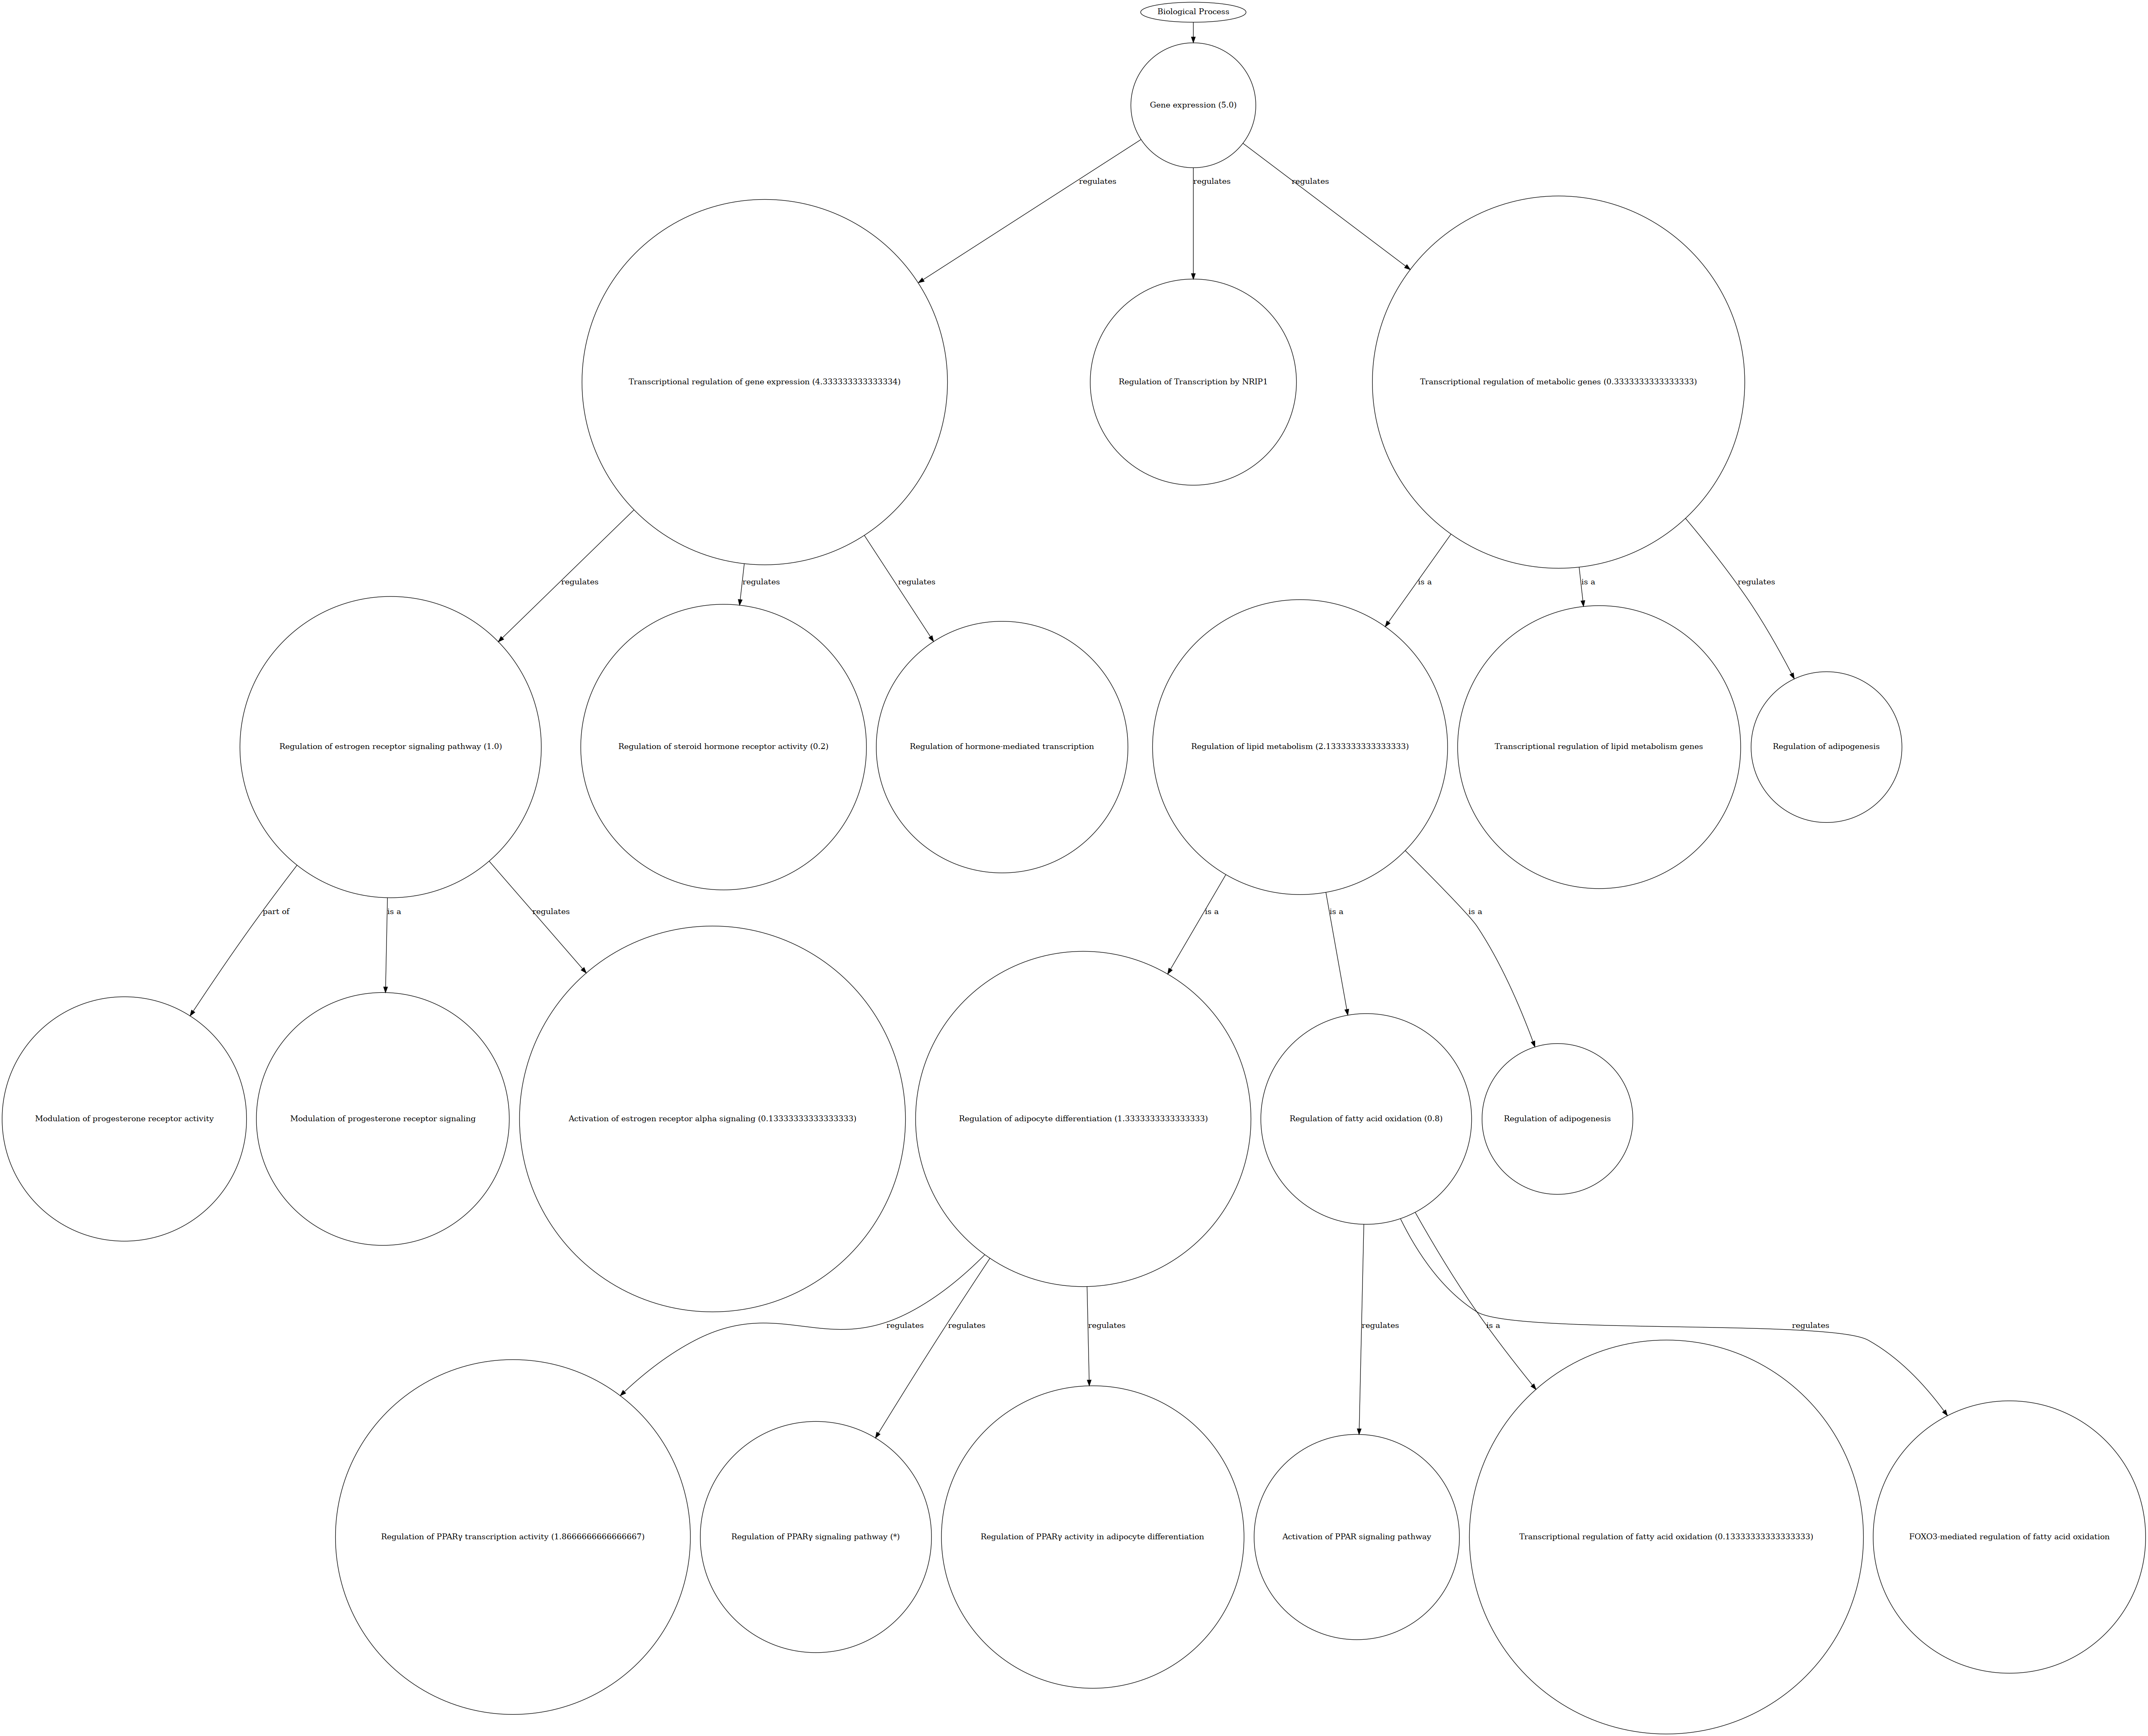 Biological Process
Gene expression (5.0)
regulates
regulates
regulates
Transcriptional regulation of gene expression (4.333333333333334)
Regulation of Transcription by NRIP1
Transcriptional regulation of metabolic genes (0.3333333333333333)
regulates
regulates
regulates
is a
is a
regulates
Regulation of estrogen receptor signaling pathway (1.0)
Regulation of steroid hormone receptor activity (0.2)
Regulation of hormone-mediated transcription
Regulation of lipid metabolism (2.1333333333333333)
Transcriptional regulation of lipid metabolism genes
Regulation of adipogenesis
part of
is a
regulates
is a
is a
is a
Modulation of progesterone receptor activity
Modulation of progesterone receptor signaling
Activation of estrogen receptor alpha signaling (0.13333333333333333)
Regulation of adipocyte differentiation (1.3333333333333333)
Regulation of fatty acid oxidation (0.8)
Regulation of adipogenesis
regulates
regulates
regulates
regulates
is a
regulates
Regulation of PPARγ transcription activity (1.8666666666666667)
Regulation of PPARγ signaling pathway (*)
Regulation of PPARγ activity in adipocyte differentiation
Activation of PPAR signaling pathway
Transcriptional regulation of fatty acid oxidation (0.13333333333333333)
FOXO3-mediated regulation of fatty acid oxidation